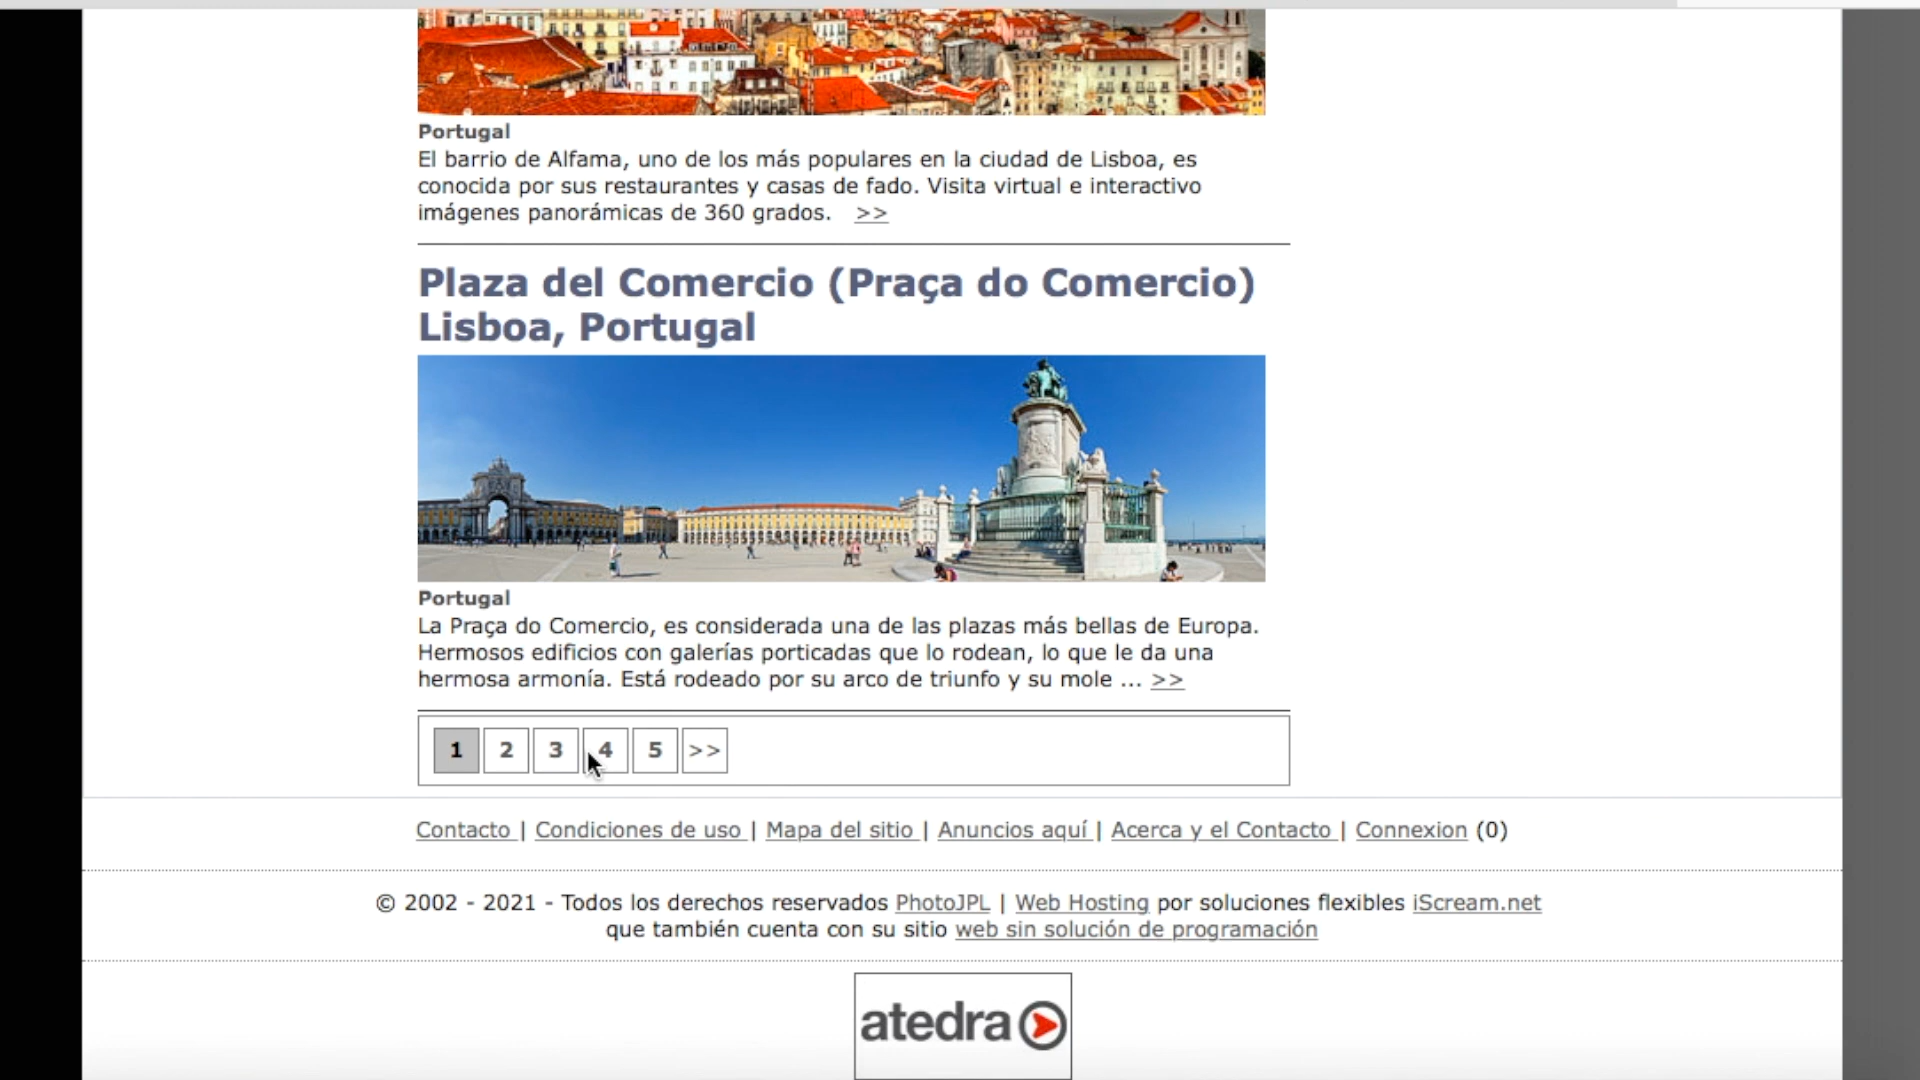 Portugal
El barrio de Alfama, uno de los más populares en la ciudad de Lisboa, es
conocida por sus restaurantes y casas de fado. Visita virtual e interactivo
imágenes panorámicas de 360 grados. >>
Plaza del Comercio (Praça do Comercio)
Lisboa, Portugal
Portugal
La Praça do Comercio, es considerada una de las plazas más bellas de Europa.
Hermosos edificios con galerías porticadas que lo rodean, lo que le da una
hermosa armonía. Está rodeado por su arco de triunfo y su mole ... >>
1 2 3 4 5 >>
Contacto | Condiciones de uso | Mapa del sitio | Anuncios aquí | Acerca y el Contacto | Connexion (0)
© 2002 - 2021 - Todos los derechos reservados PhotoJPL | Web Hosting por soluciones flexibles iScream.net
que también cuenta con su sitio web sin solución de programación
atedra